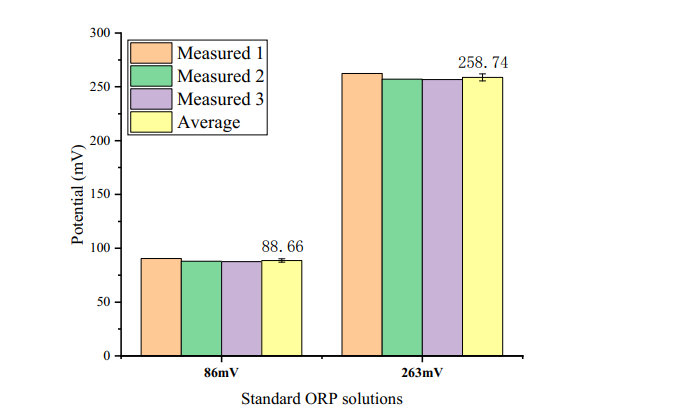 300
250
200
150
100
50
0
Potential (mV)
Measured 1
Measured 2
Measured 3
Average
88.66
258.74
86mV
263mV
Standard ORP solutions